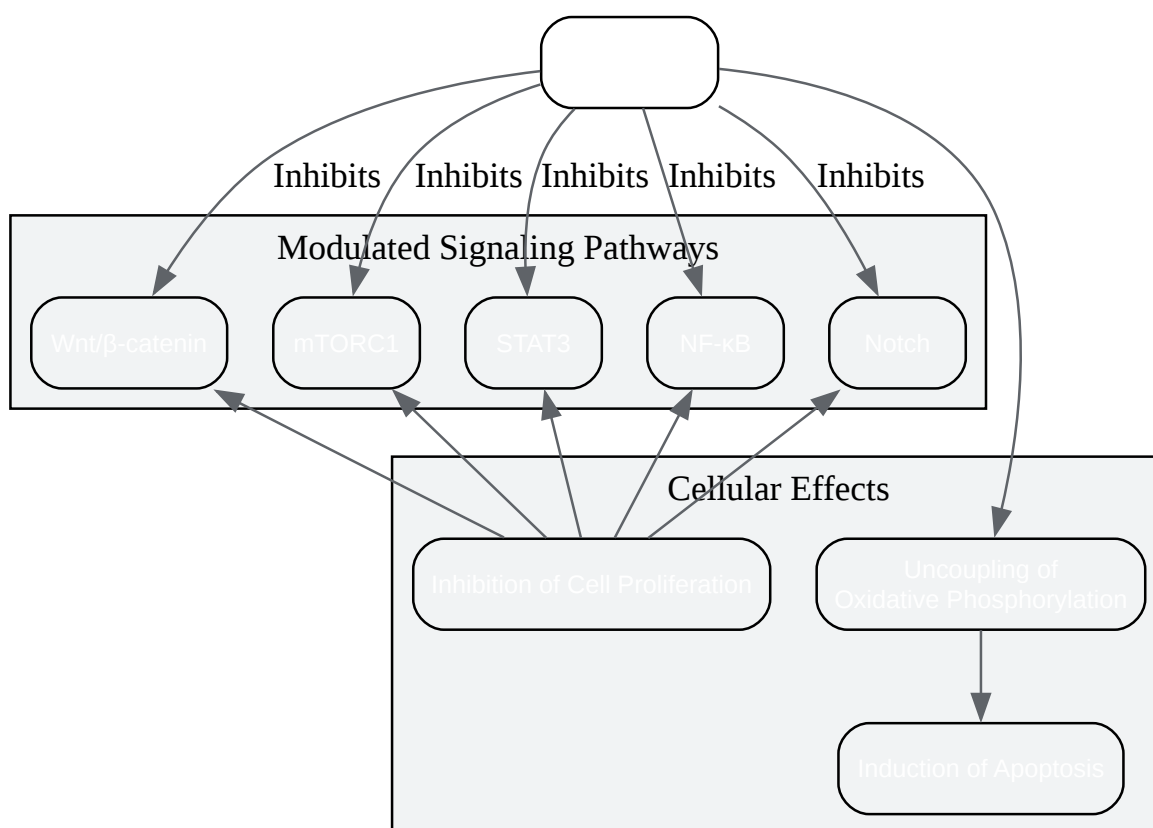 Inhibits Inhibits Inhibits Inhibits Inhibits
Modulated Signaling Pathways
Wnt/β-catenin mTORC1 STAT3 NF-κB Notch
Cellular Effects
Inhibition of Cell Proliferation
Uncoupling of
Oxidative Phosphorylation
Induction of Apoptosis